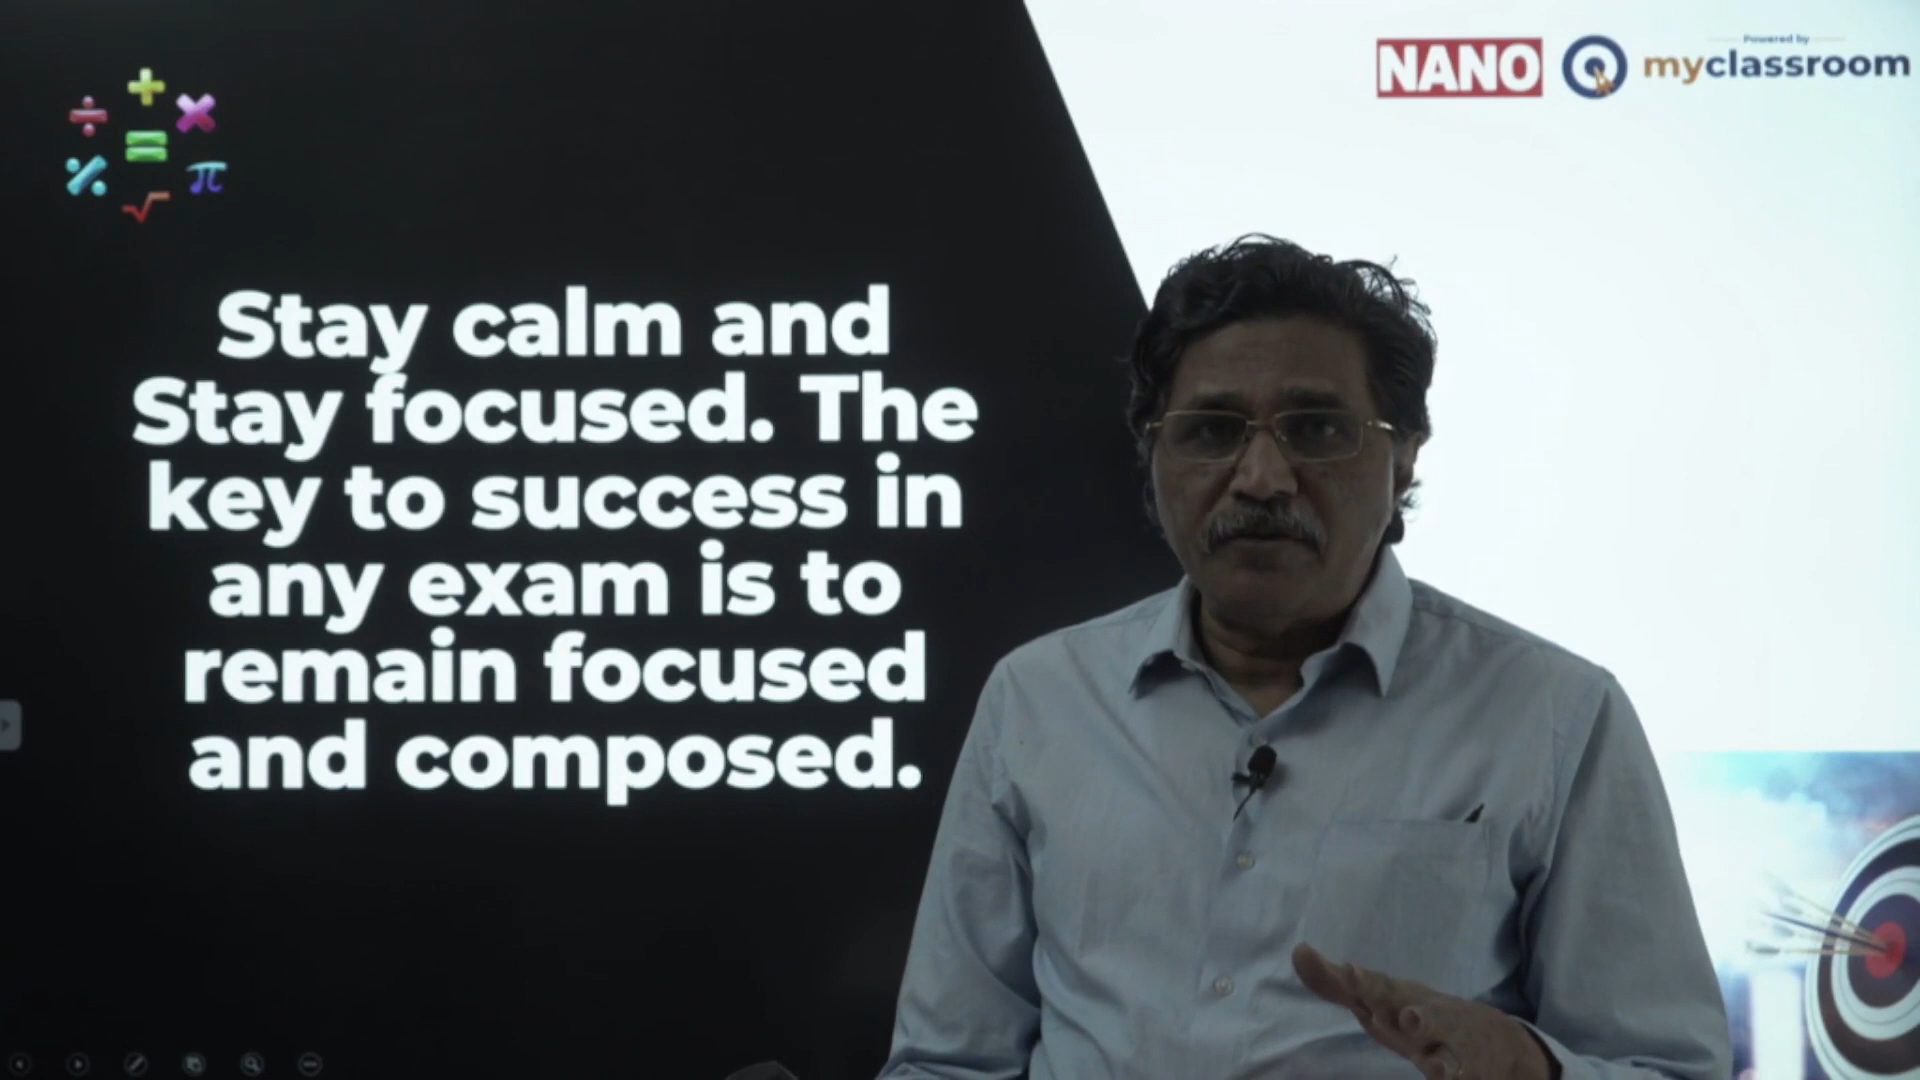 Powered by
NANO myclassroom
Stay calm and
Stay focused. The
key to success in
any exam is to
remain focused
and composed.